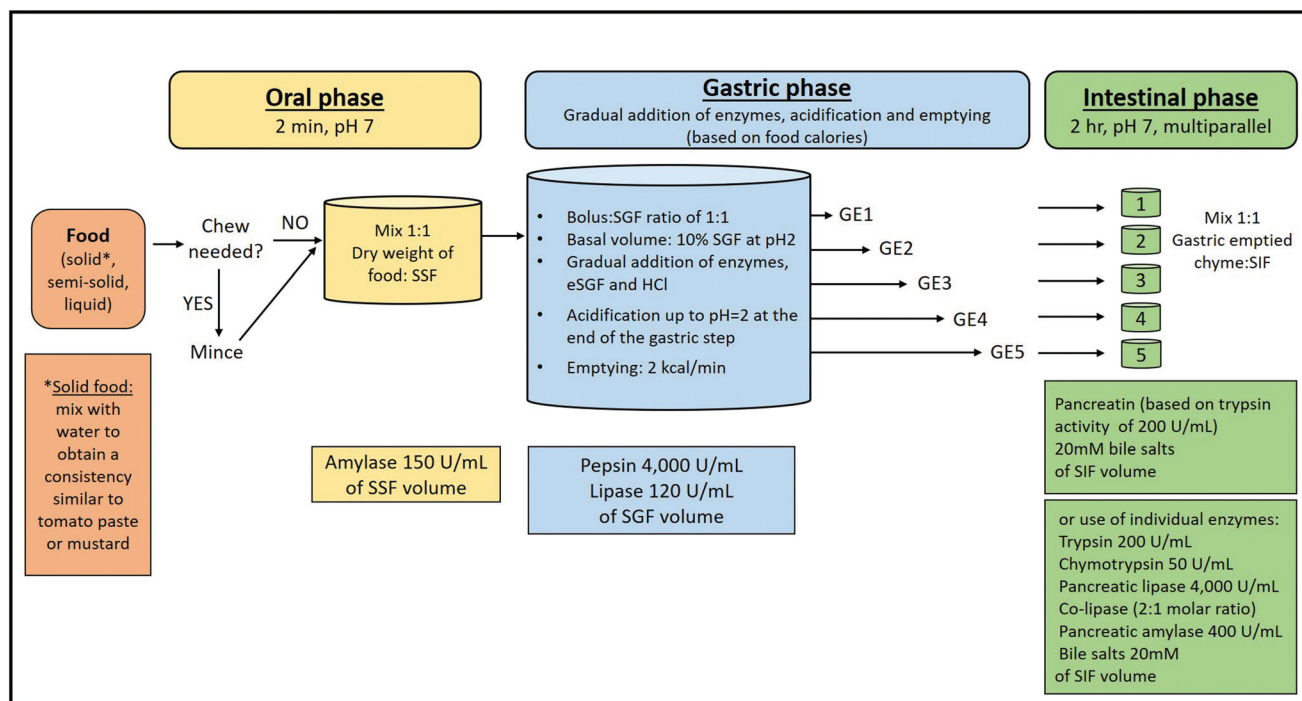 Oral phase
2 min, pH 7
Gastric phase
Gradual addition of enzymes, acidification and emptying
(based on food calories)
Intestinal phase
2 hr, pH 7, multiparallel
Food
(solid*,
semi-solid,
liquid)
Chew
needed?
NO
YES
Mince
Mix 1:1
Dry weight of
food: SSF
• Bolus:SGF ratio of 1:1
• Basal volume: 10% SGF at pH2
• Gradual addition of enzymes,
eSGF and HCl
• Acidification up to pH=2 at the
end of the gastric step
• Emptying: 2 kcal/min
GE1
GE2
GE3
GE4
GE5
1
2
3
4
5
Mix 1:1
Gastric emptied
chyme:SIF
*Solid food:
mix with
water to
obtain a
consistency
similar to
tomato paste
or mustard
Amylase 150 U/mL
of SSF volume
Pepsin 4,000 U/mL
Lipase 120 U/mL
of SGF volume
Pancreatin (based on trypsin
activity of 200 U/mL)
20mM bile salts
of SIF volume
or use of individual enzymes:
Trypsin 200 U/mL
Chymotrypsin 50 U/mL
Pancreatic lipase 4,000 U/mL
Co-lipase (2:1 molar ratio)
Pancreatic amylase 400 U/mL
Bile salts 20mM
of SIF volume